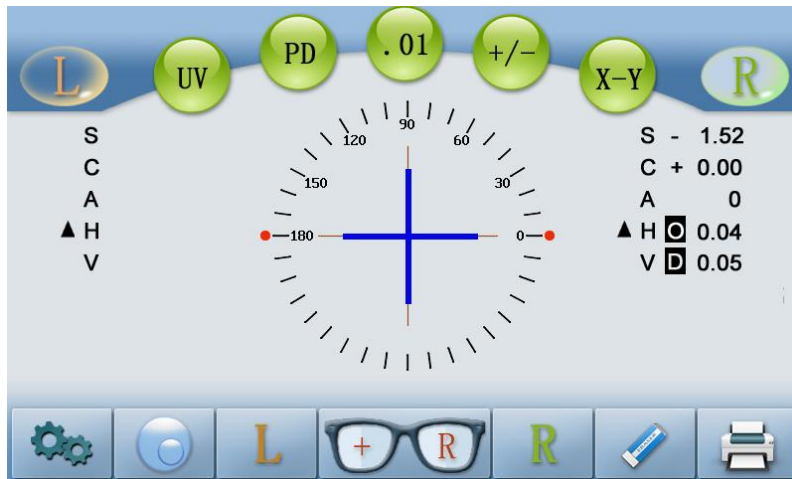 L UV PD .01 +/- X-Y R
S
C
A
▲ H
V
90
120 60
150 30
180 0
S - 1.52
C + 0.00
A 0
▲ H O 0.04
V D 0.05
L + R R